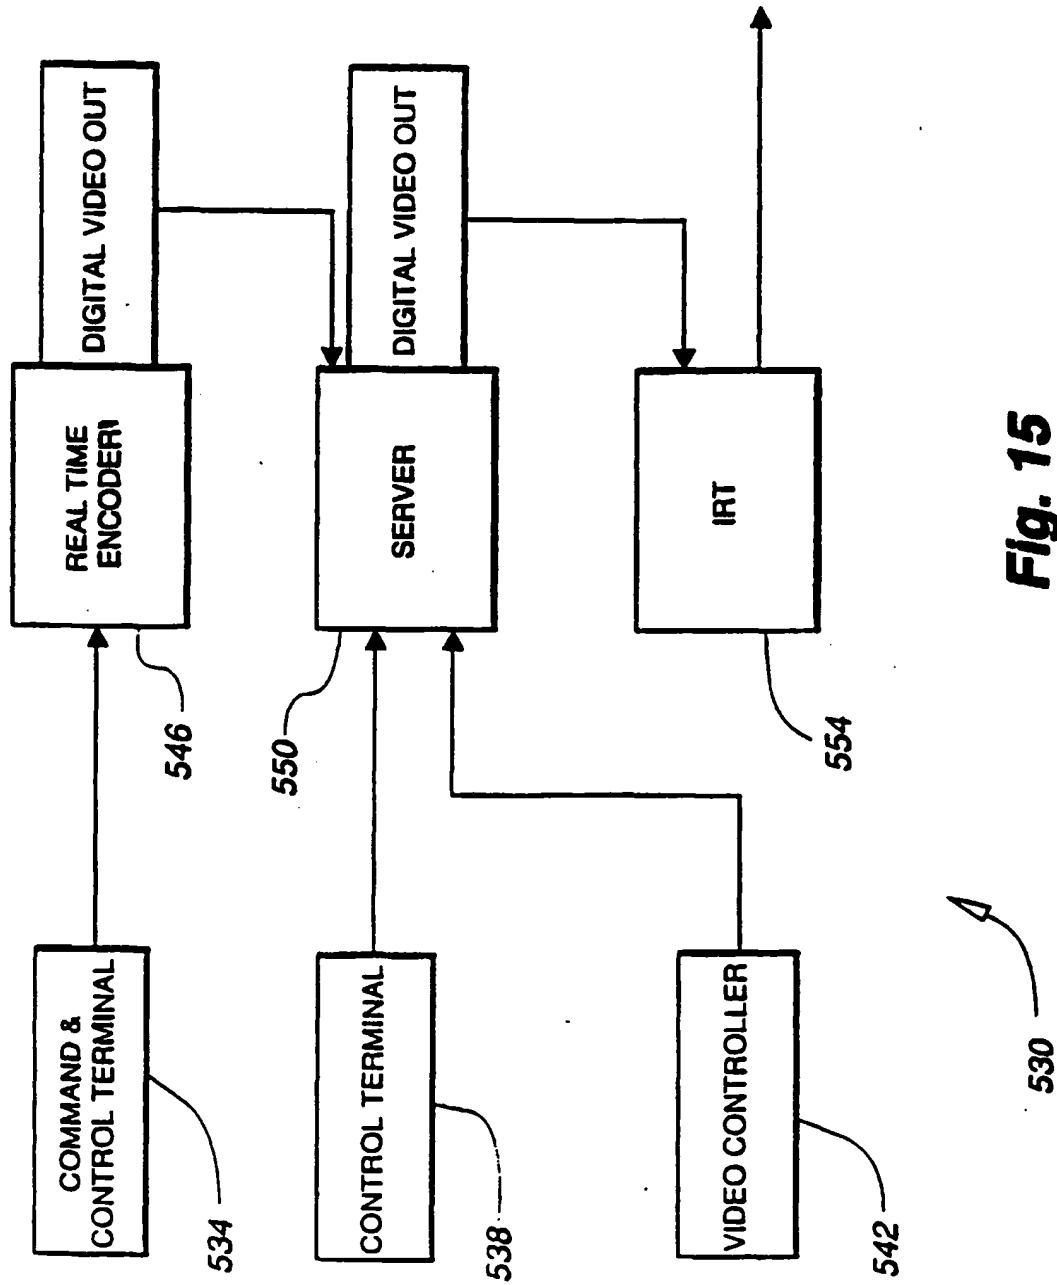 COMMAND &
CONTROL TERMINAL
534
REAL TIME
ENCODER
546
DIGITAL VIDEO OUT
CONTROL TERMINAL
538
SERVER
550
DIGITAL VIDEO OUT
VIDEO CONTROLLER
542
IRT
554
530
Fig. 15